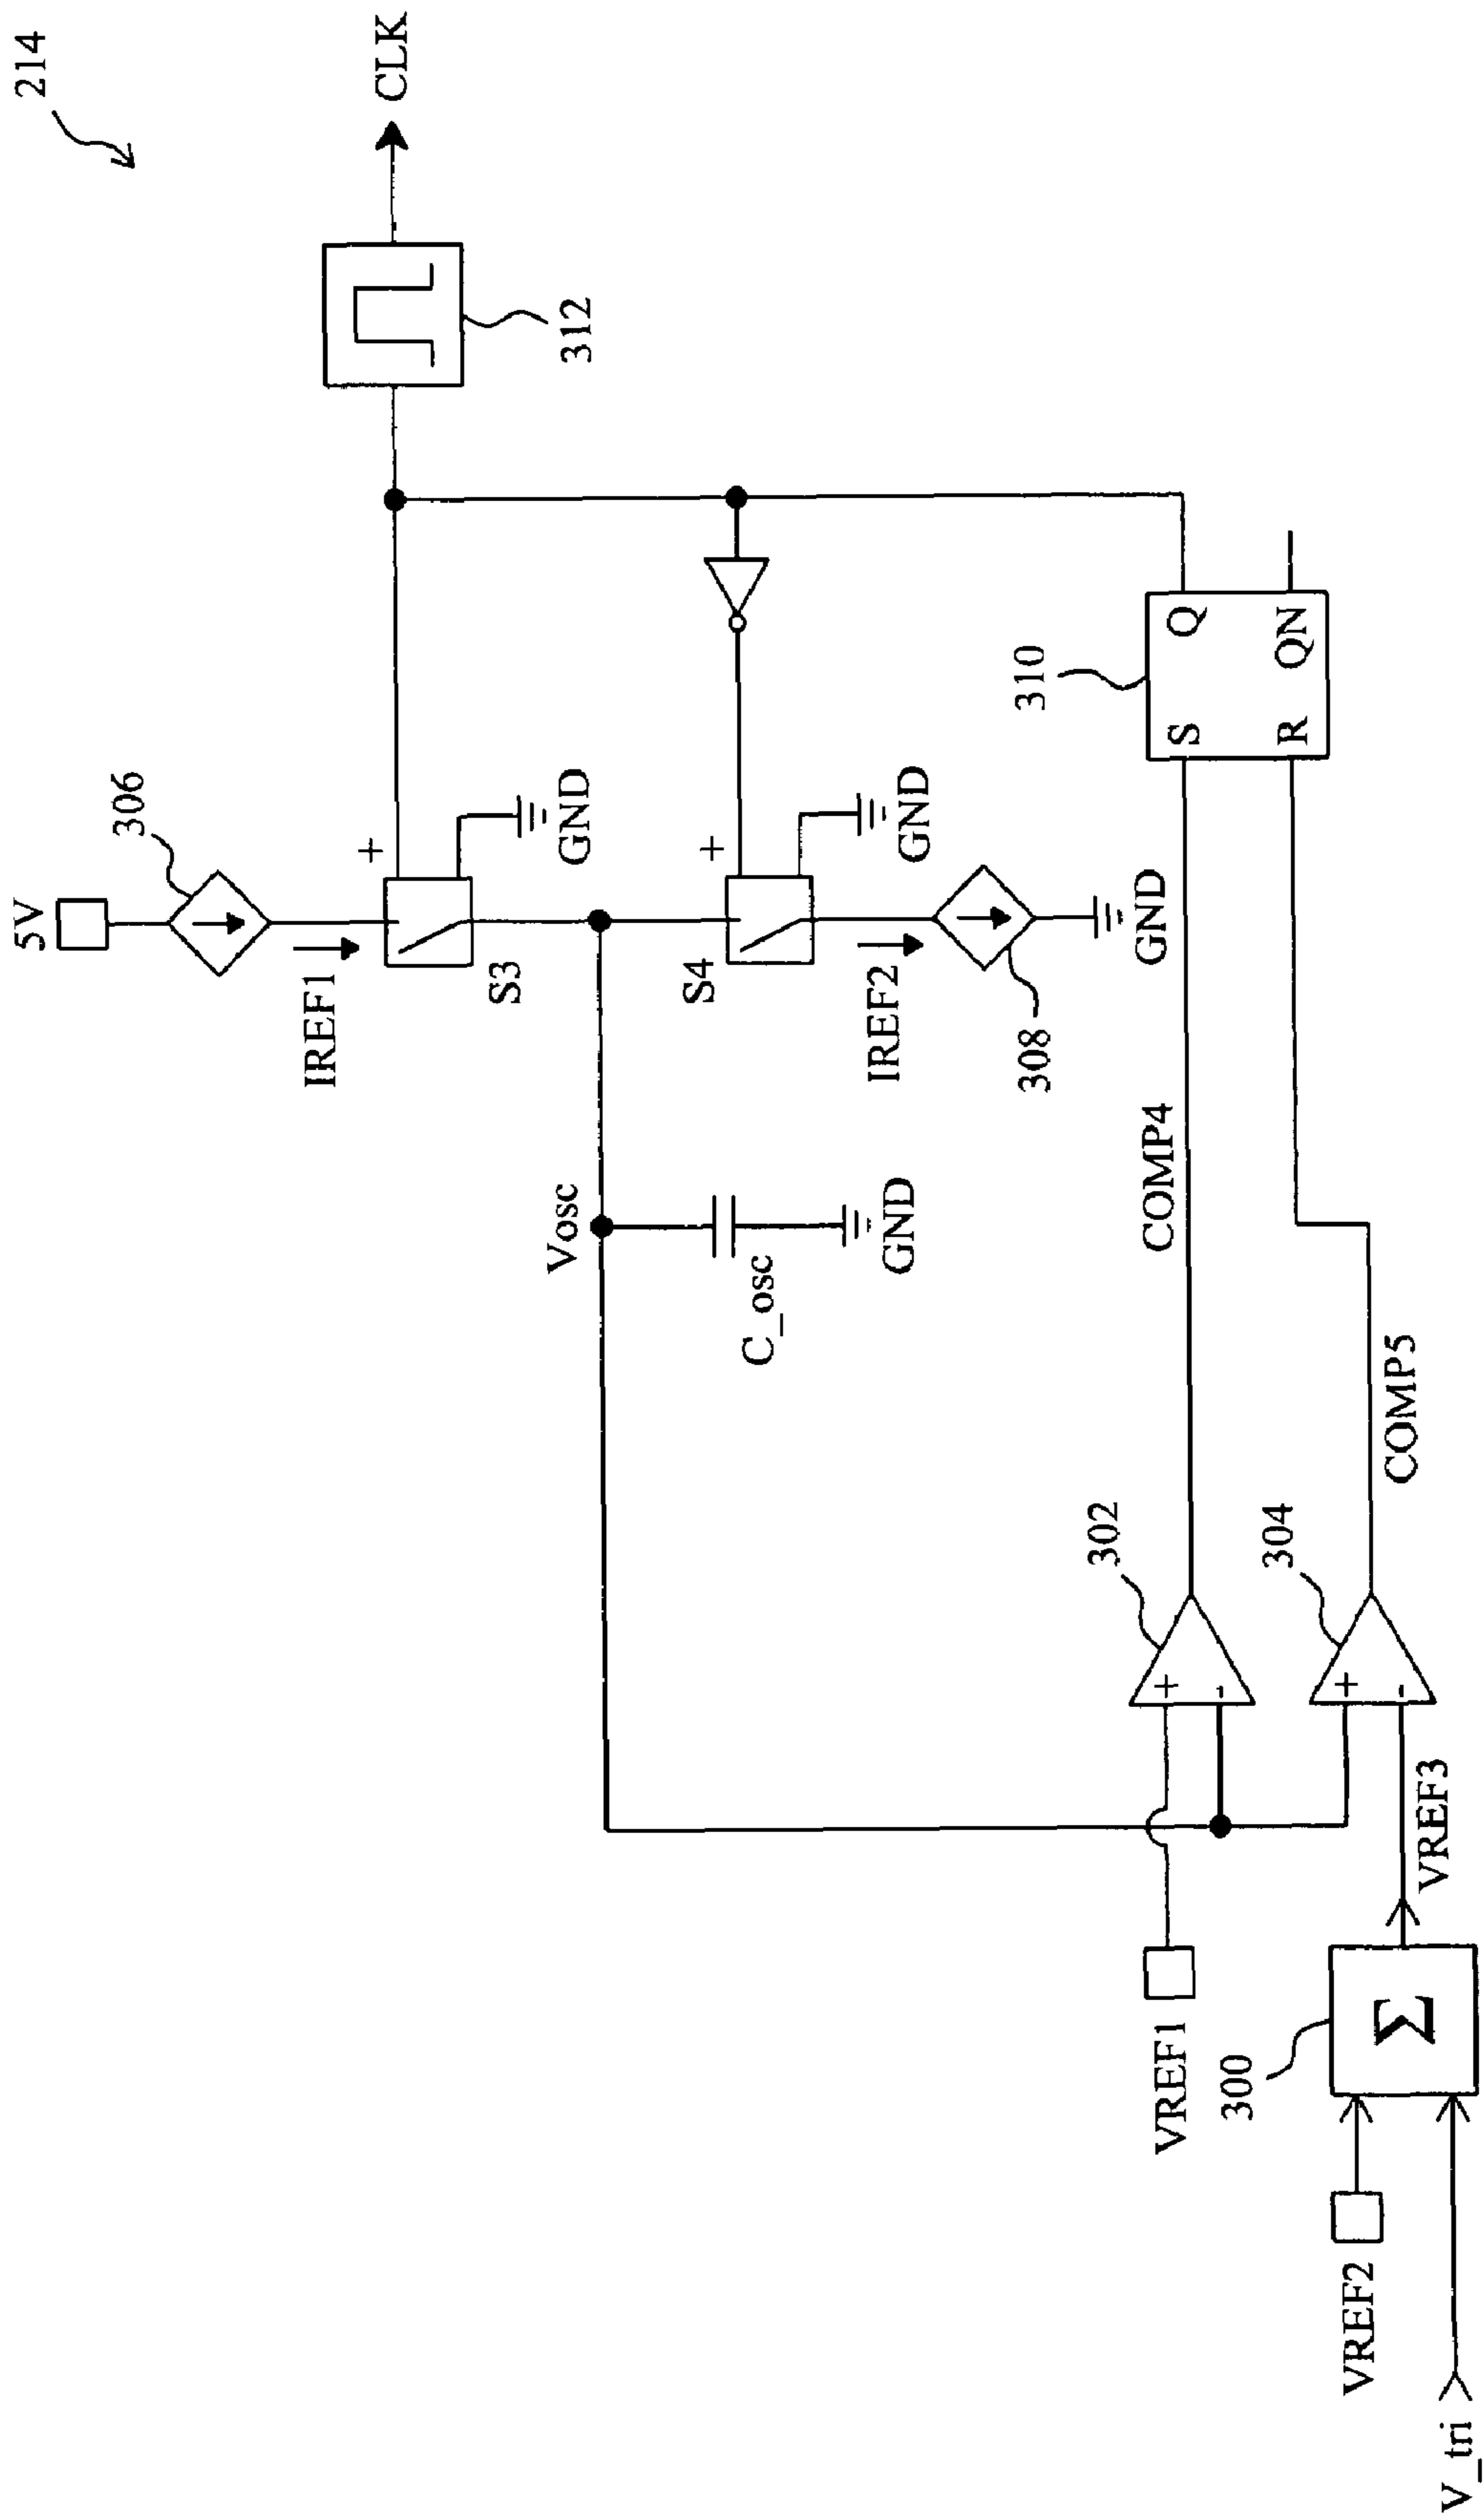 214
5V
306
IREF1
+
S3
GND
CLK
312
Vosc
C_osc
GND
S4
+
GND
IREF2
308
GND
310
S
Q
R
QN
COMP4
COMP5
302
+
-
304
+
-
VREF1
300
Σ
VREF3
VREF2
V_tri